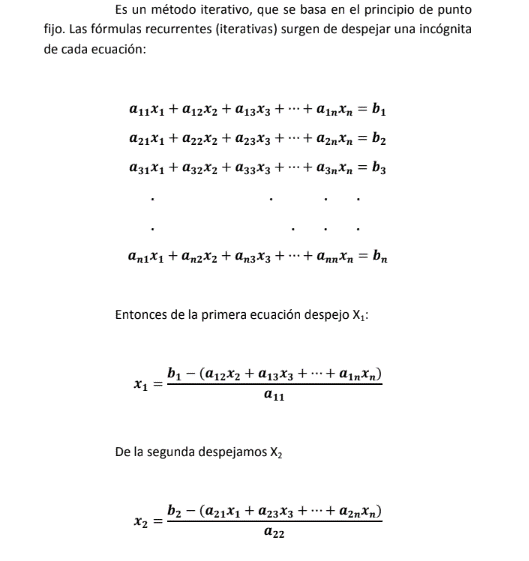 Es un método iterativo, que se basa en el principio de punto
fijo. Las fórmulas recurrentes (iterativas) surgen de despejar una incógnita
de cada ecuación:
a₁₁x₁ + a₁₂x₂ + a₁₃x₃ + ⋯ + a₁ₙxₙ = b₁
a₂₁x₁ + a₂₂x₂ + a₂₃x₃ + ⋯ + a₂ₙxₙ = b₂
a₃₁x₁ + a₃₂x₂ + a₃₃x₃ + ⋯ + a₃ₙxₙ = b₃
. . . .
. . . .
aₙ₁x₁ + aₙ₂x₂ + aₙ₃x₃ + ⋯ + aₙₙxₙ = bₙ
Entonces de la primera ecuación despejo X₁:
x₁ = (b₁ − (a₁₂x₂ + a₁₃x₃ + ⋯ + a₁ₙxₙ)) / a₁₁
De la segunda despejamos X₂
x₂ = (b₂ − (a₂₁x₁ + a₂₃x₃ + ⋯ + a₂ₙxₙ)) / a₂₂